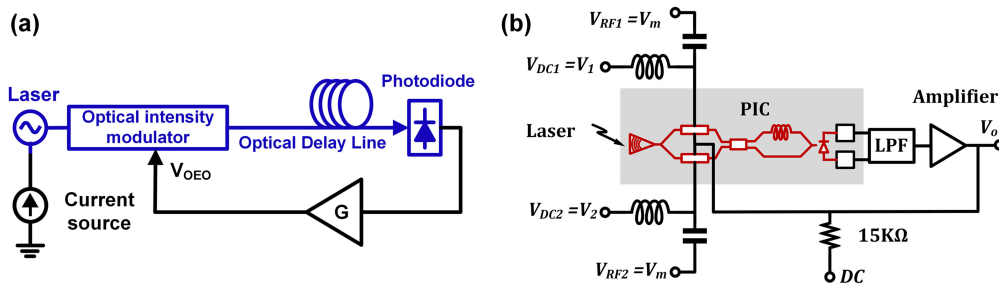 (a)
Laser
Optical intensity
modulator
Optical Delay Line
Photodiode
VOEO
G
Current
source
(b)
VRF1 =Vm
VDC1=V1
Laser
PIC
Amplifier
LPF
Vo
VDC2=V2
15KΩ
VRF2 =Vm
DC